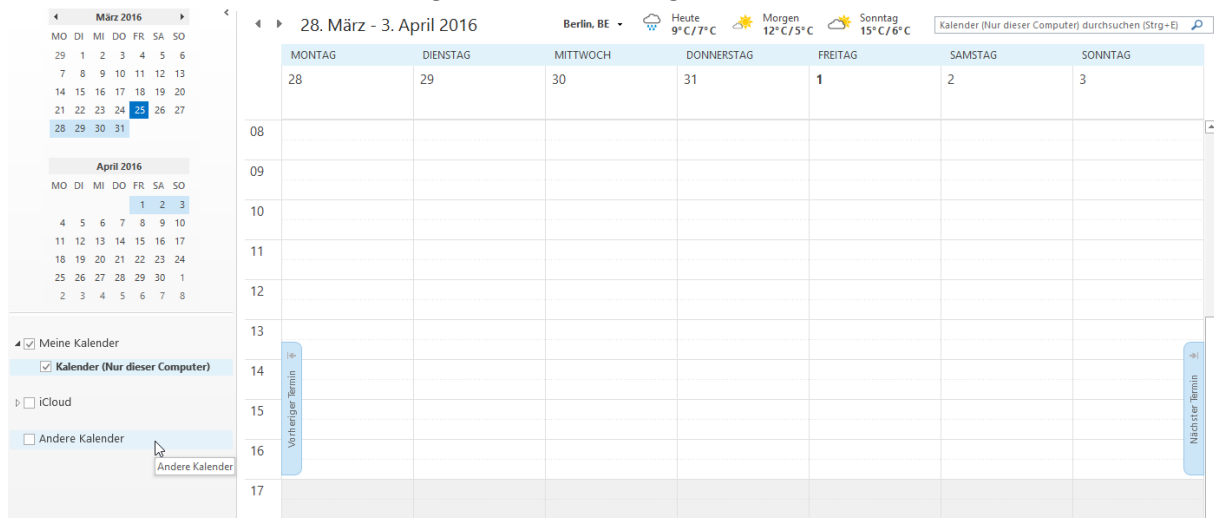 März 2016
MO DI MI DO FR SA SO
29 1 2 3 4 5 6
7 8 9 10 11 12 13
14 15 16 17 18 19 20
21 22 23 24 25 26 27
28 29 30 31
April 2016
MO DI MI DO FR SA SO
1 2 3
4 5 6 7 8 9 10
11 12 13 14 15 16 17
18 19 20 21 22 23 24
25 26 27 28 29 30 1
2 3 4 5 6 7 8
Meine Kalender
Kalender (Nur dieser Computer)
iCloud
Andere Kalender
Andere Kalender
28. März - 3. April 2016
Berlin, BE
Heute
9°C/7°C
Morgen
12°C/5°C
Sonntag
15°C/6°C
Kalender (Nur dieser Computer) durchsuchen (Strg+E)
MONTAG DIENSTAG MITTWOCH DONNERSTAG FREITAG SAMSTAG SONNTAG
28 29 30 31 1 2 3
08
09
10
11
12
13
14
15
16
17
Vorheriger Termin
Nächster Termin